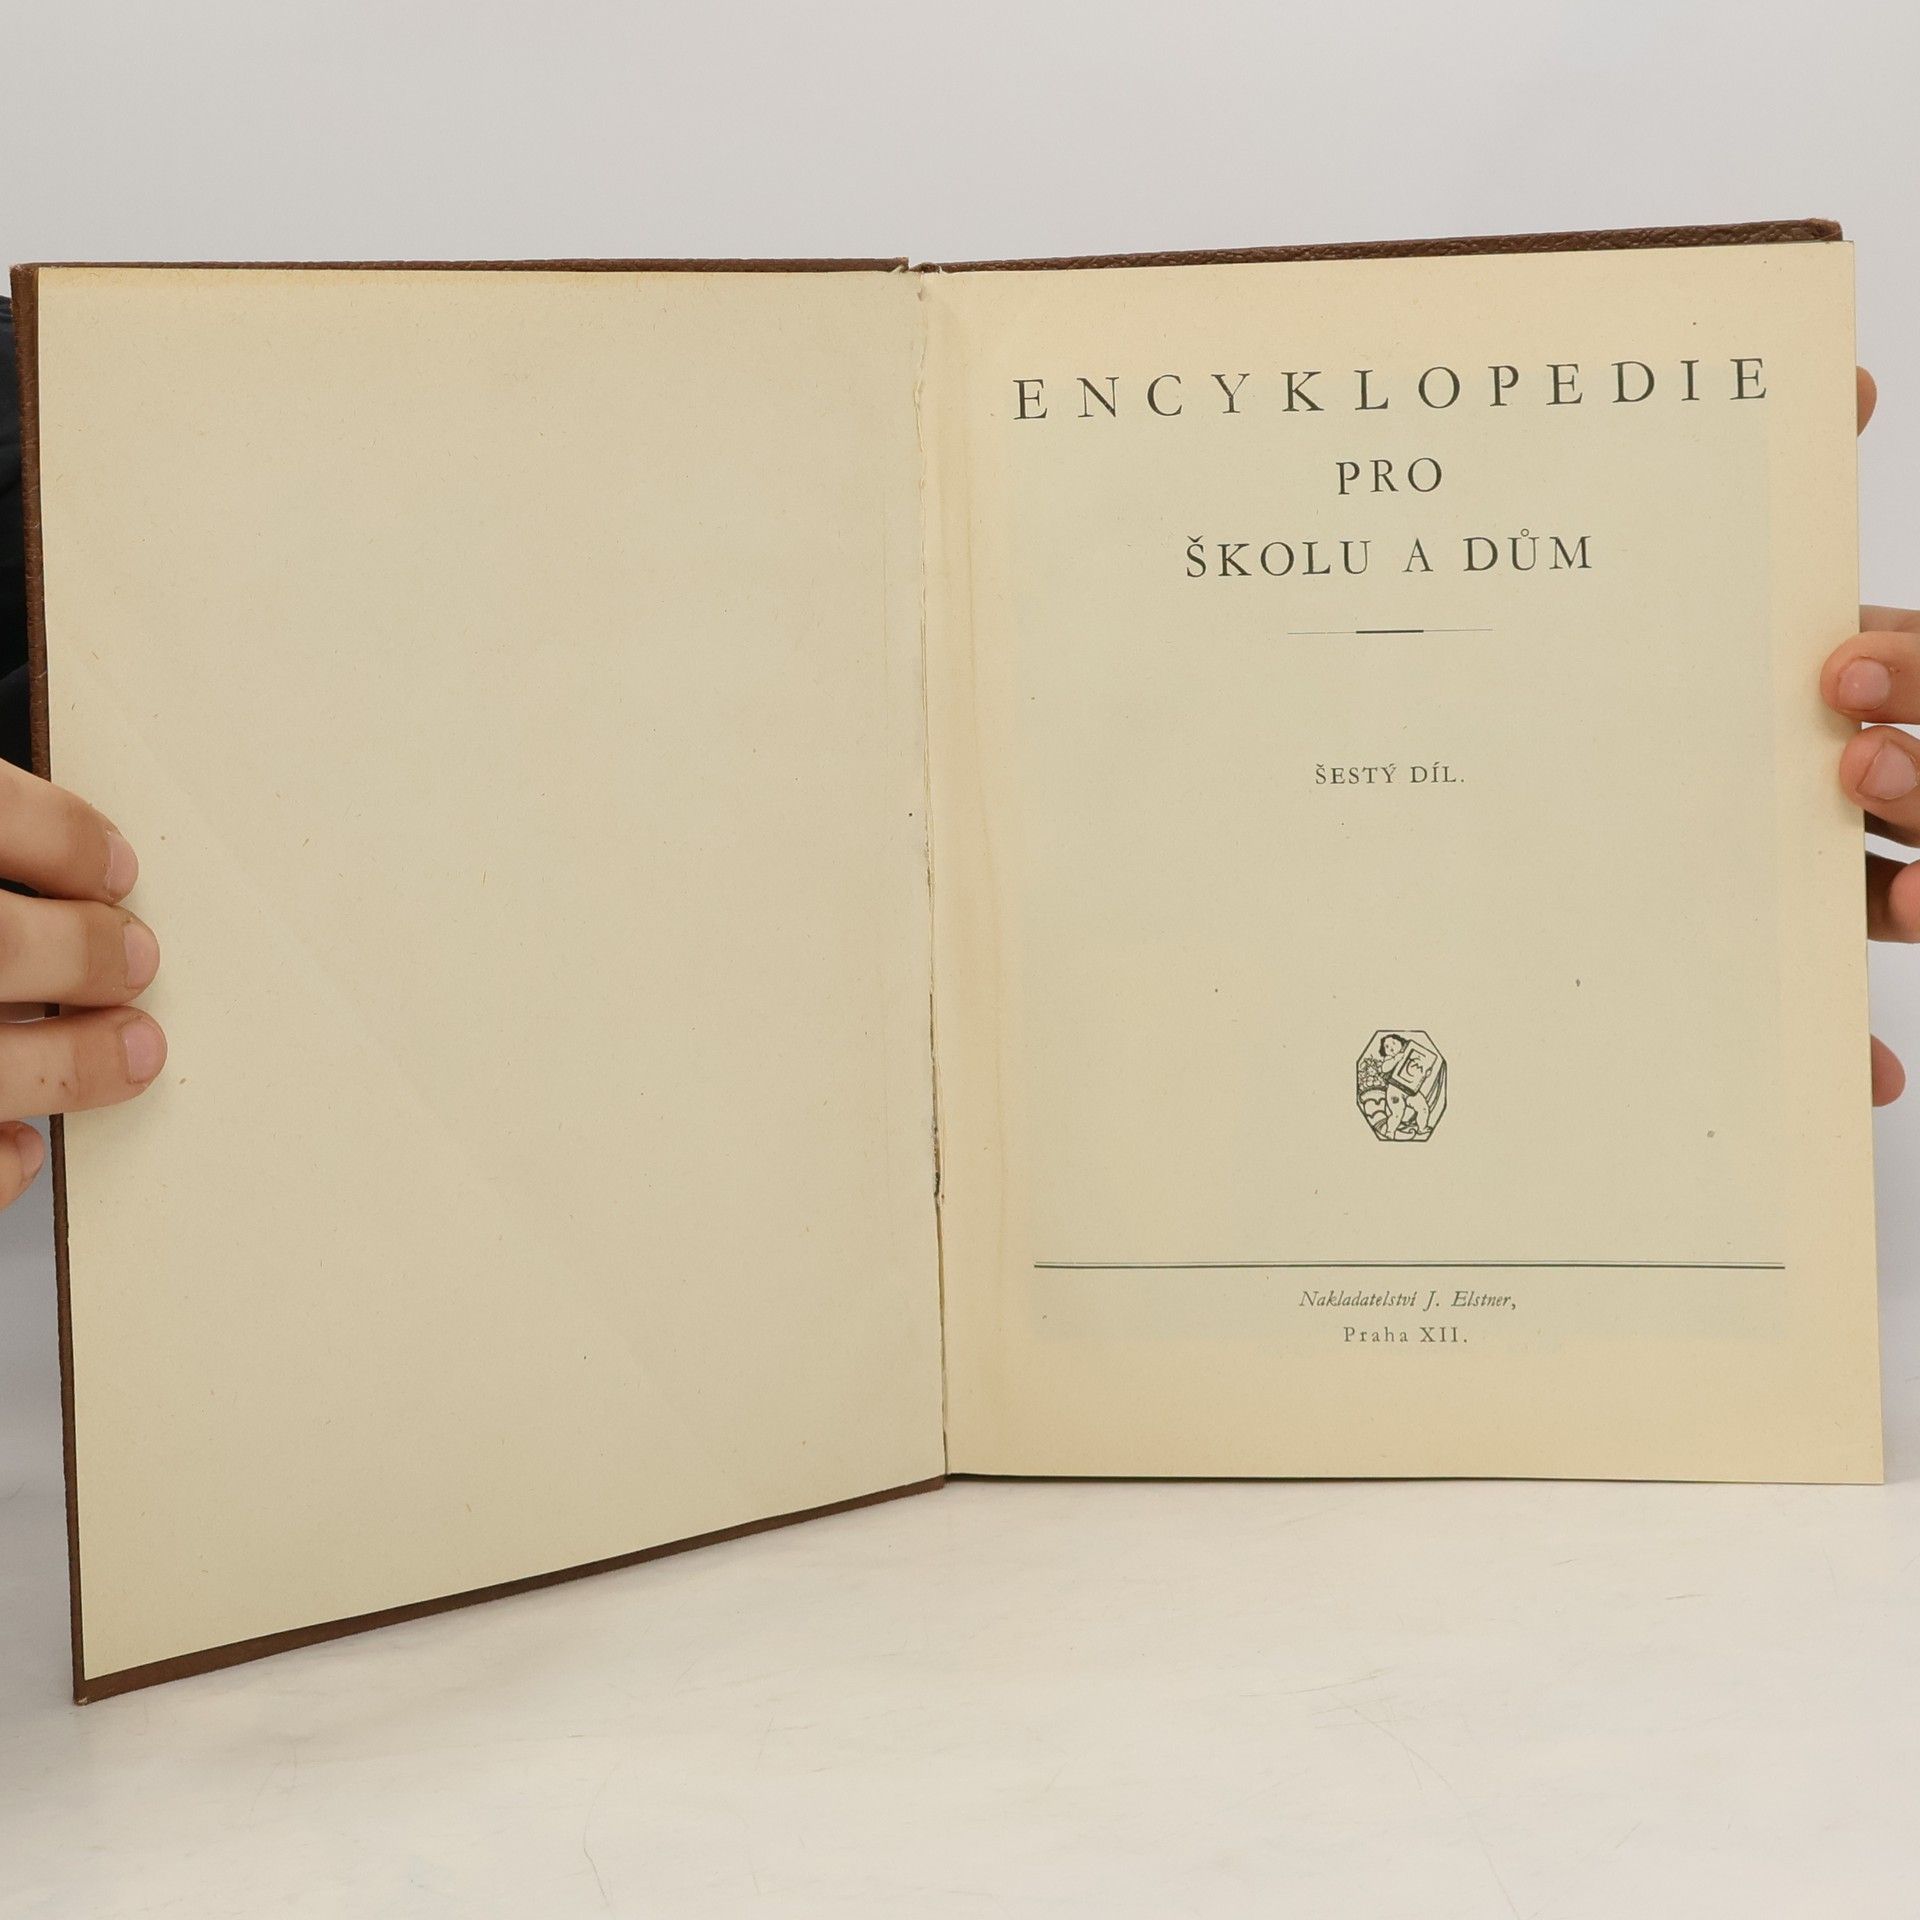 ENCYKLOPEDIE
PRO
ŠKOLU A DŮM
ŠESTÝ DÍL.
Nakladatelství J. Elstner,
Praha XII.